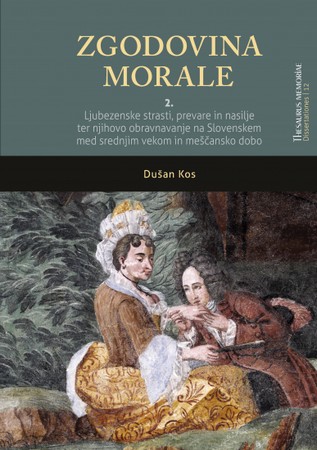 ZGODOVINA
MORALE
2.
Ljubezenske strasti, prevare in nasilje
ter njihovo obravnavanje na Slovenskem
med srednjim vekom in meščansko dobo
Dušan Kos
THESAURUS MEMORIAE
Dissertationes | 12